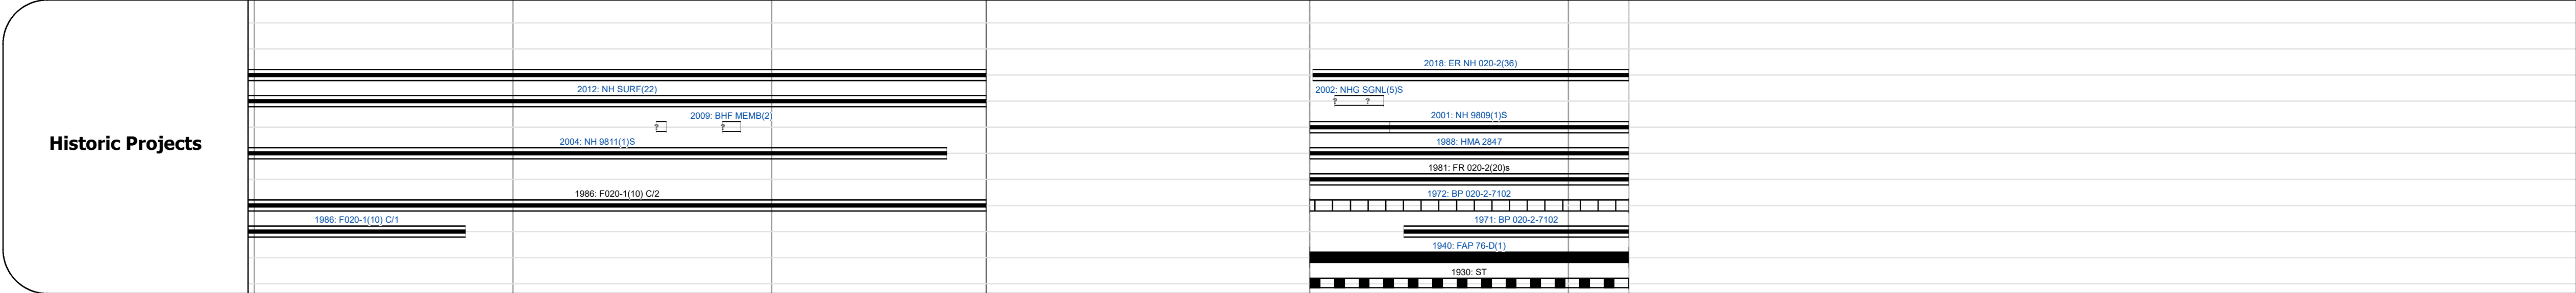 Historic Projects
2012: NH SURF(22)
2009: BHF MEMB(2)
?
?
2004: NH 9811(1)S
1986: F020-1(10) C/2
1986: F020-1(10) C/1
2018: ER NH 020-2(36)
2002: NHG SGNL(5)S
?
?
2001: NH 9809(1)S
1988: HMA 2847
1981: FR 020-2(20)s
1972: BP 020-2-7102
1971: BP 020-2-7102
1940: FAP 76-D(1)
1930: ST